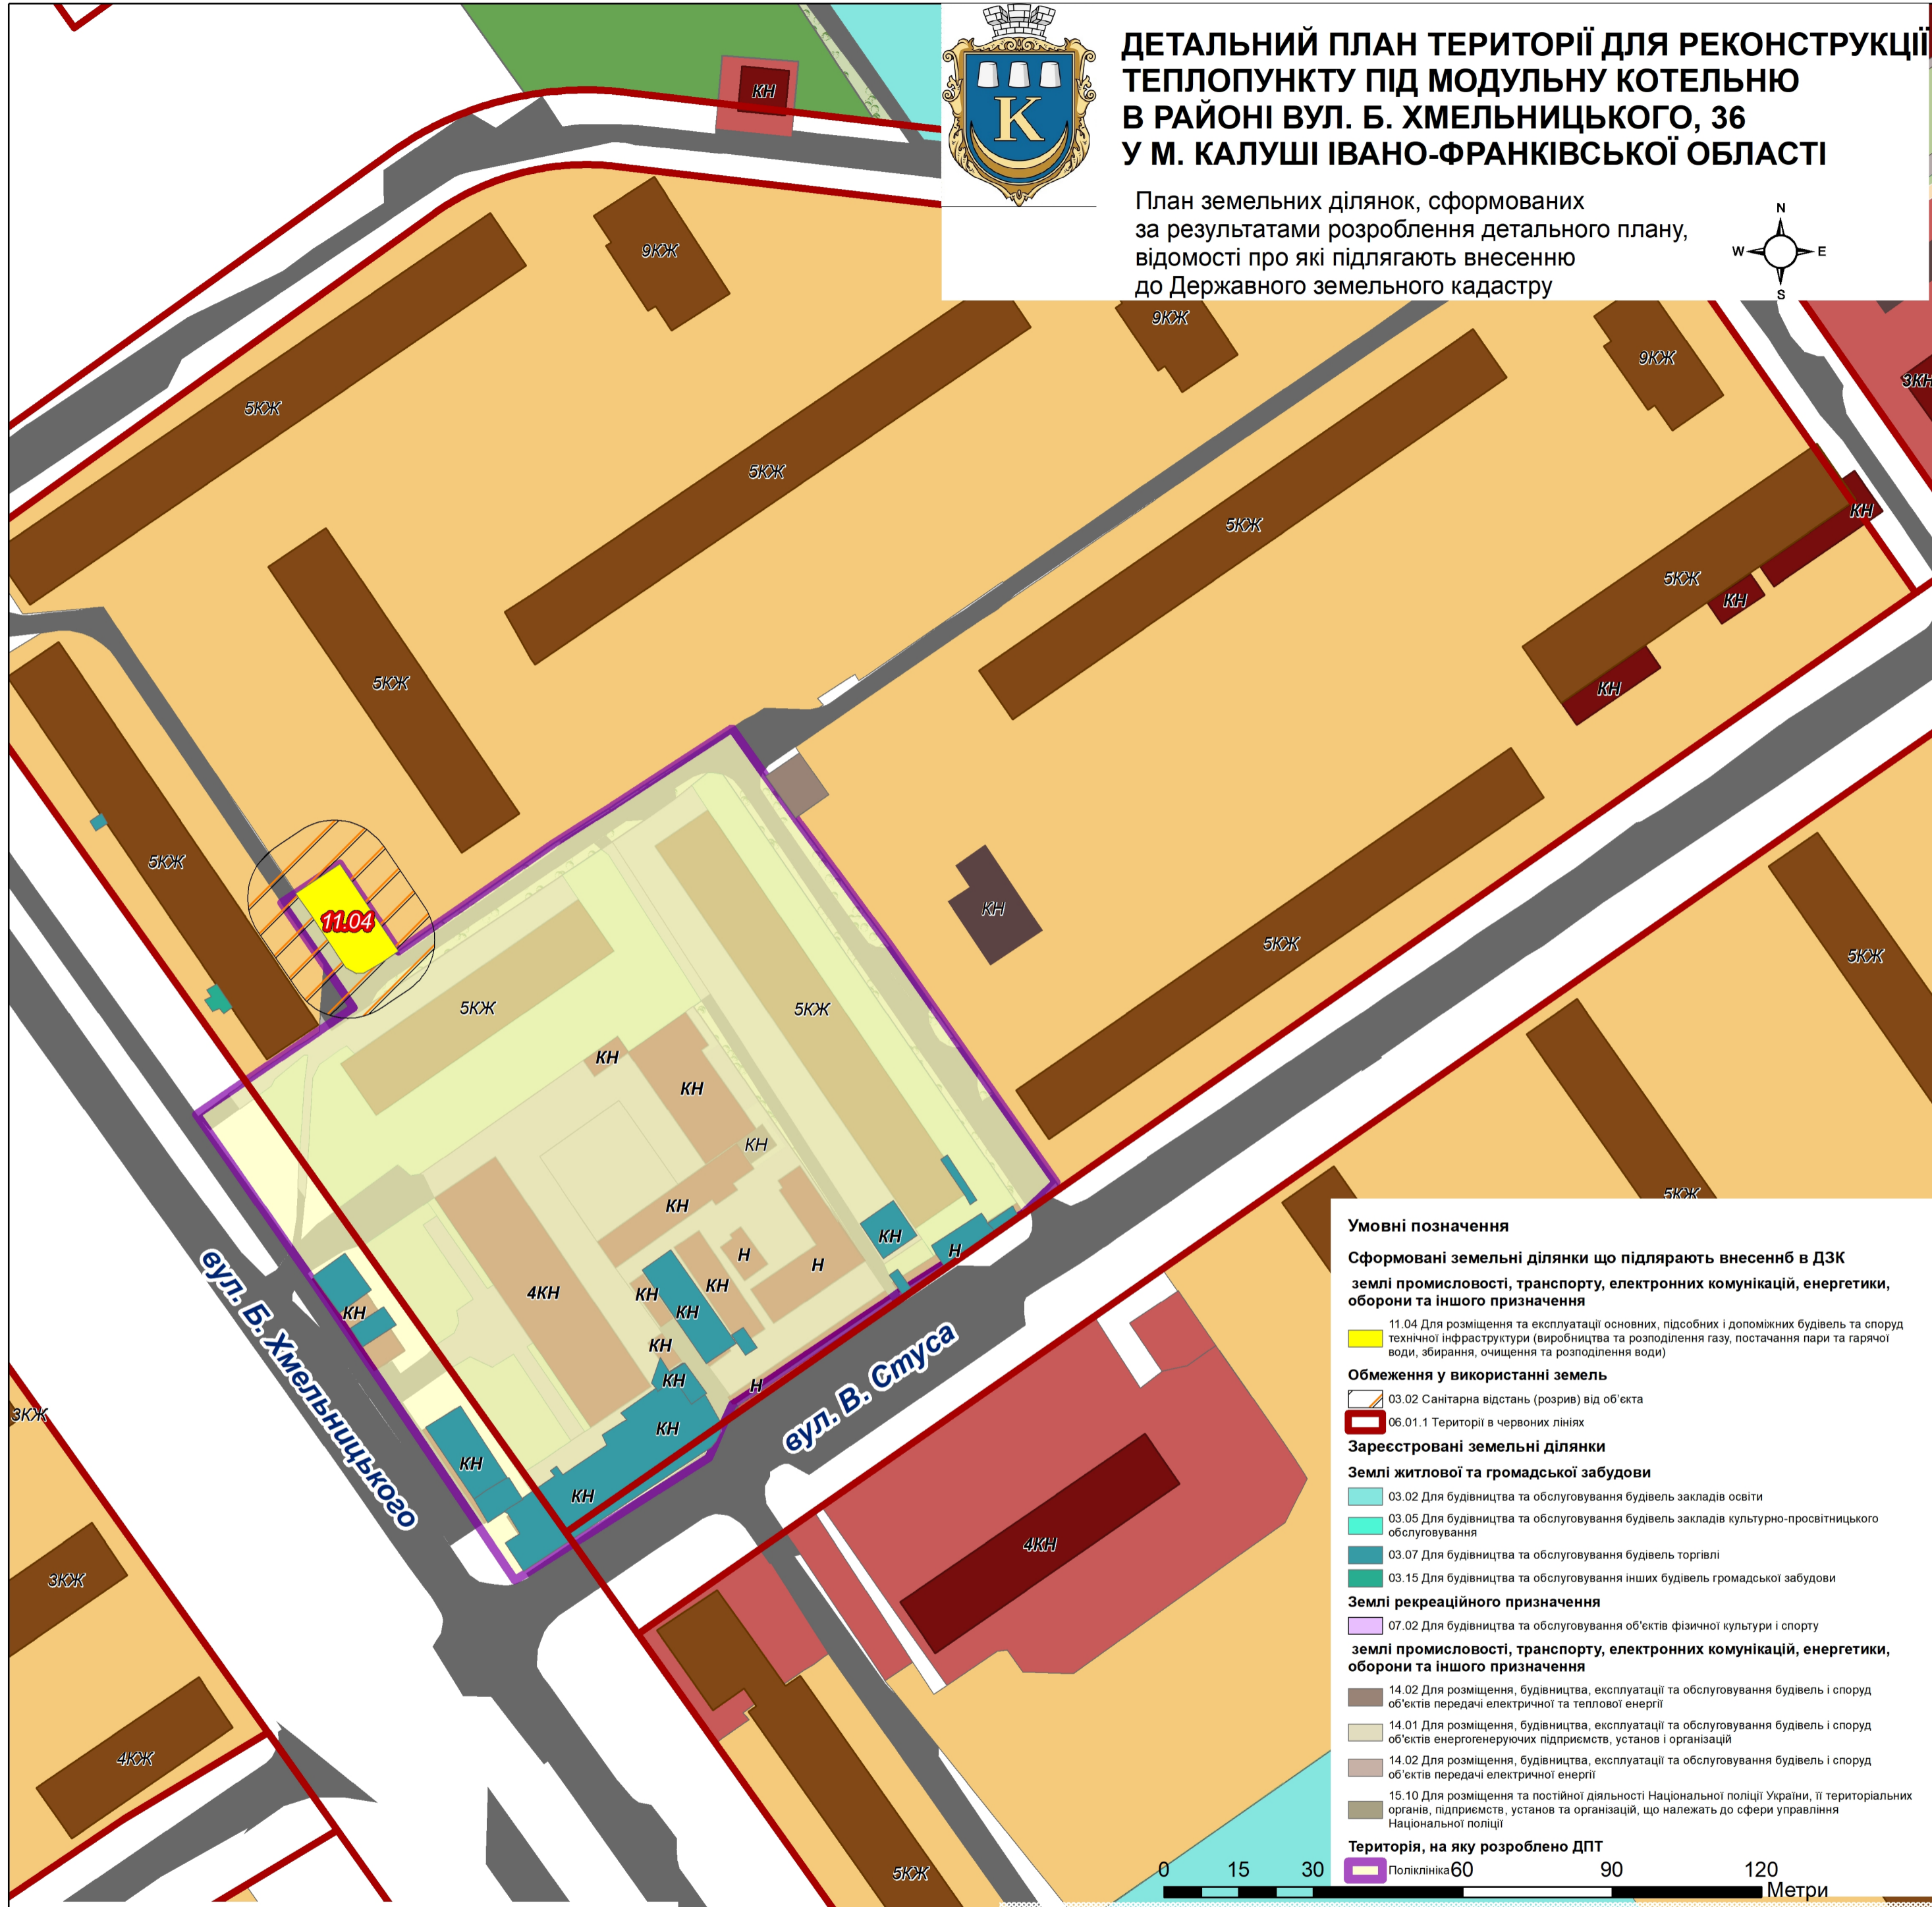 ДЕТАЛЬНИЙ ПЛАН ТЕРИТОРІЇ ДЛЯ РЕКОНСТРУКЦІЇ
ТЕПЛОПУНКТУ ПІД МОДУЛЬНУ КОТЕЛЬНЮ
В РАЙОНІ ВУЛ. Б. ХМЕЛЬНИЦЬКОГО, 36
У М. КАЛУШІ ІВАНО-ФРАНКІВСЬКОЇ ОБЛАСТІ
К
План земельних ділянок, сформованих
за результатами розроблення детального плану,
відомості про які підлягають внесенню
до Державного земельного кадастру
N
W E
S
КН
9КЖ
9КЖ
9КЖ
3КН
5КЖ
5КЖ
5КЖ
КН
5КЖ
КН
5КЖ
КН
5КЖ
11.04
КН
5КЖ
5КЖ
5КЖ
5КЖ
КН
КН
КН
5КЖ
КН
КН
Н
Н
Н
4КН
КН
КН
КН
КН
КН
КН
Н
КН
КН
КН
КН
вул. Б. Хмельницького
вул. В. Стуса
3КЖ
3КЖ
4КН
4КЖ
5КЖ
Умовні позначення
Сформовані земельні ділянки що підлярають внесеннб в ДЗК
землі промисловості, транспорту, електронних комунікацій, енергетики,
оборони та іншого призначення
11.04 Для розміщення та експлуатації основних, підсобних і допоміжних будівель та споруд
технічної інфраструктури (виробництва та розподілення газу, постачання пари та гарячої
води, збирання, очищення та розподілення води)
Обмеження у використанні земель
03.02 Санітарна відстань (розрив) від об'єкта
06.01.1 Території в червоних лініях
Зареєстровані земельні ділянки
Землі житлової та громадської забудови
03.02 Для будівництва та обслуговування будівель закладів освіти
03.05 Для будівництва та обслуговування будівель закладів культурно-просвітницького
обслуговування
03.07 Для будівництва та обслуговування будівель торгівлі
03.15 Для будівництва та обслуговування інших будівель громадської забудови
Землі рекреаційного призначення
07.02 Для будівництва та обслуговування об'єктів фізичної культури і спорту
землі промисловості, транспорту, електронних комунікацій, енергетики,
оборони та іншого призначення
14.02 Для розміщення, будівництва, експлуатації та обслуговування будівель і споруд
об'єктів передачі електричної та теплової енергії
14.01 Для розміщення, будівництва, експлуатації та обслуговування будівель і споруд
об'єктів енергогенеруючих підприємств, установ і організацій
14.02 Для розміщення, будівництва, експлуатації та обслуговування будівель і споруд
об'єктів передачі електричної енергії
15.10 Для розміщення та постійної діяльності Національної поліції України, її територіальних
органів, підприємств, установ та організацій, що належать до сфери управління
Національної поліції
Територія, на яку розроблено ДПТ
Поліклініка
0 15 30 60 90 120
Метри